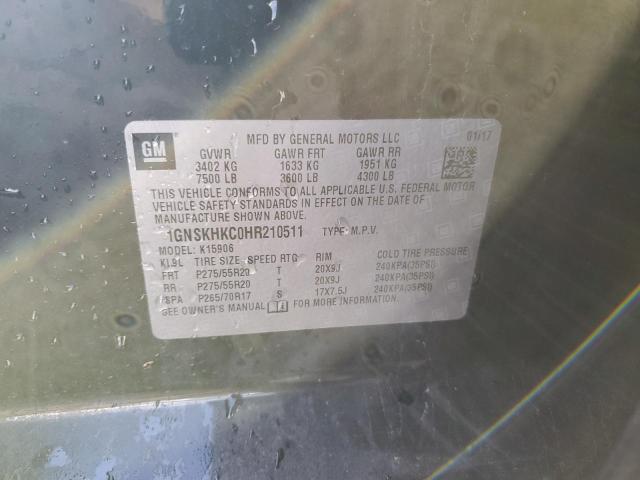 GM
MFD BY GENERAL MOTORS LLC 01/17
GVWR GAWR FRT GAWR RR
3402 KG 1633 KG 1951 KG
7500 LB 3600 LB 4300 LB
THIS VEHICLE CONFORMS TO ALL APPLICABLE U.S. FEDERAL MOTOR
VEHICLE SAFETY STANDARDS IN EFFECT ON THE DATE OF
MANUFACTURE SHOWN ABOVE.
1GNSKHKC0HR210511 TYPE: M.P.V.
MODEL: K15906
KL9L TIRE SIZE SPEED RTG RIM COLD TIRE PRESSURE
FRT P275/55R20 T 20X9J 240KPA(35PSI)
RR P275/55R20 T 20X9J 240KPA(35PSI)
SPA P265/70R17 S 17X7.5J 240KPA(35PSI)
SEE OWNER'S MANUAL FOR MORE INFORMATION.